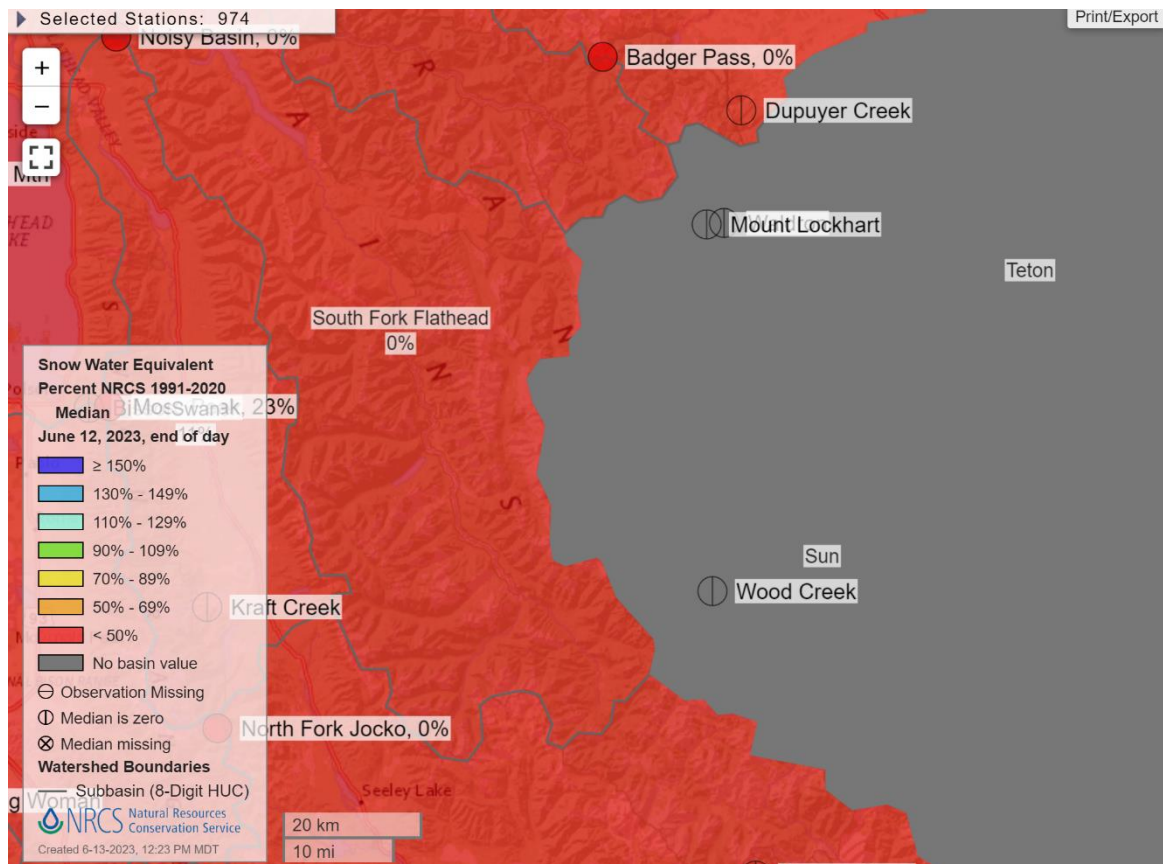 Selected Stations: 974
Print/Export
Noisy Basin, 0%
Badger Pass, 0%
+
−
Dupuyer Creek
Mount Lockhart
Teton
R
A
I
N
N
S
A
S
South Fork Flathead
0%
Snow Water Equivalent
Percent NRCS 1991-2020
Median
Swan
23%
June 12, 2023, end of day
≥ 150%
130% - 149%
110% - 129%
90% - 109%
70% - 89%
50% - 69%
< 50%
No basin value
Observation Missing
Median is zero
Median missing
Watershed Boundaries
Subbasin (8-Digit HUC)
NRCS Natural Resources
Conservation Service
Created 6-13-2023, 12:23 PM MDT
Sun
Wood Creek
Kraft Creek
North Fork Jocko, 0%
Seeley Lake
20 km
10 mi